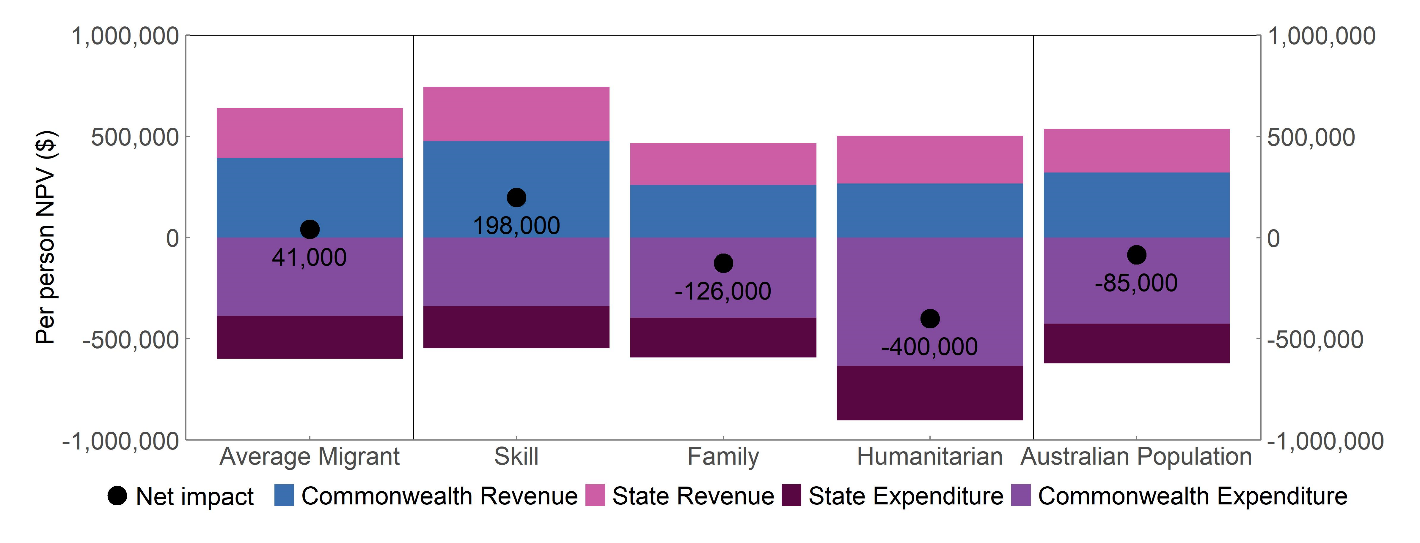 1,000,000
1,000,000
500,000
500,000
0
0
-500,000
-500,000
-1,000,000
-1,000,000
Per person NPV ($)
41,000
198,000
-126,000
-400,000
-85,000
Average Migrant
Skill
Family
Humanitarian
Australian Population
Net impact
Commonwealth Revenue
State Revenue
State Expenditure
Commonwealth Expenditure